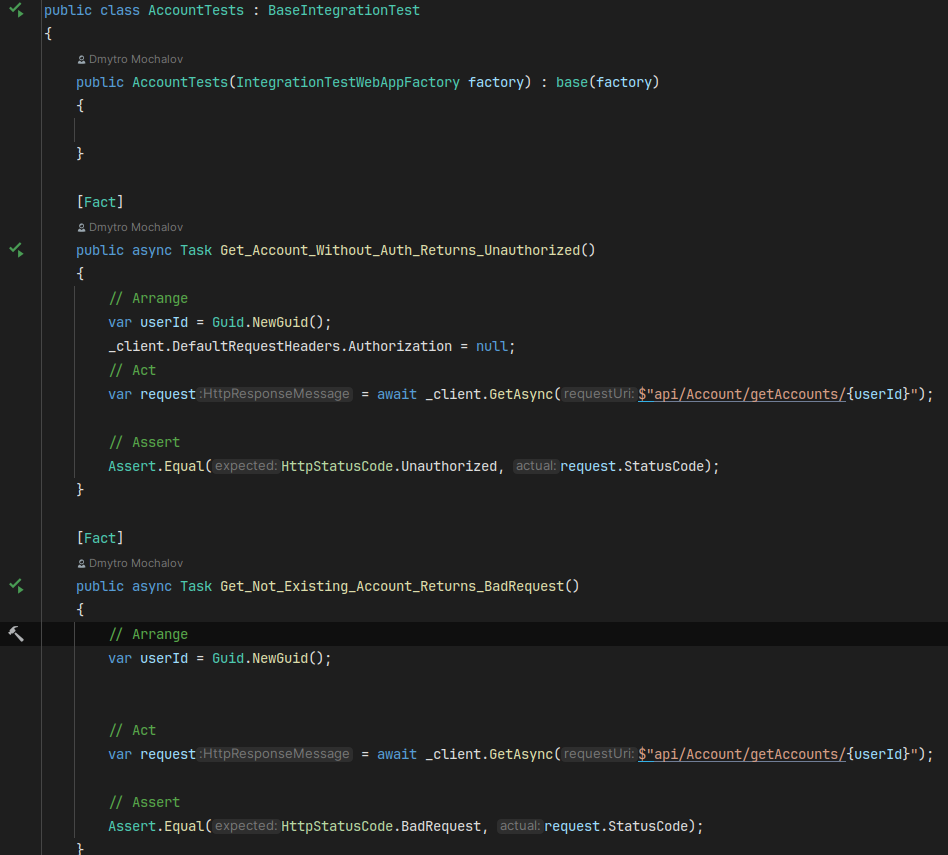 public class AccountTests : BaseIntegrationTest
{
Dmytro Mochalov
public AccountTests(IntegrationTestWebAppFactory factory) : base(factory)
{
}
[Fact]
Dmytro Mochalov
public async Task Get_Account_Without_Auth_Returns_Unauthorized()
{
// Arrange
var userId = Guid.NewGuid();
_client.DefaultRequestHeaders.Authorization = null;
// Act
var request :HttpResponseMessage = await _client.GetAsync( requestUri: $"api/Account/getAccounts/{userId}");
// Assert
Assert.Equal( expected: HttpStatusCode.Unauthorized, actual: request.StatusCode);
}
[Fact]
Dmytro Mochalov
public async Task Get_Not_Existing_Account_Returns_BadRequest()
{
// Arrange
var userId = Guid.NewGuid();
// Act
var request :HttpResponseMessage = await _client.GetAsync( requestUri: $"api/Account/getAccounts/{userId}");
// Assert
Assert.Equal( expected: HttpStatusCode.BadRequest, actual: request.StatusCode);
}